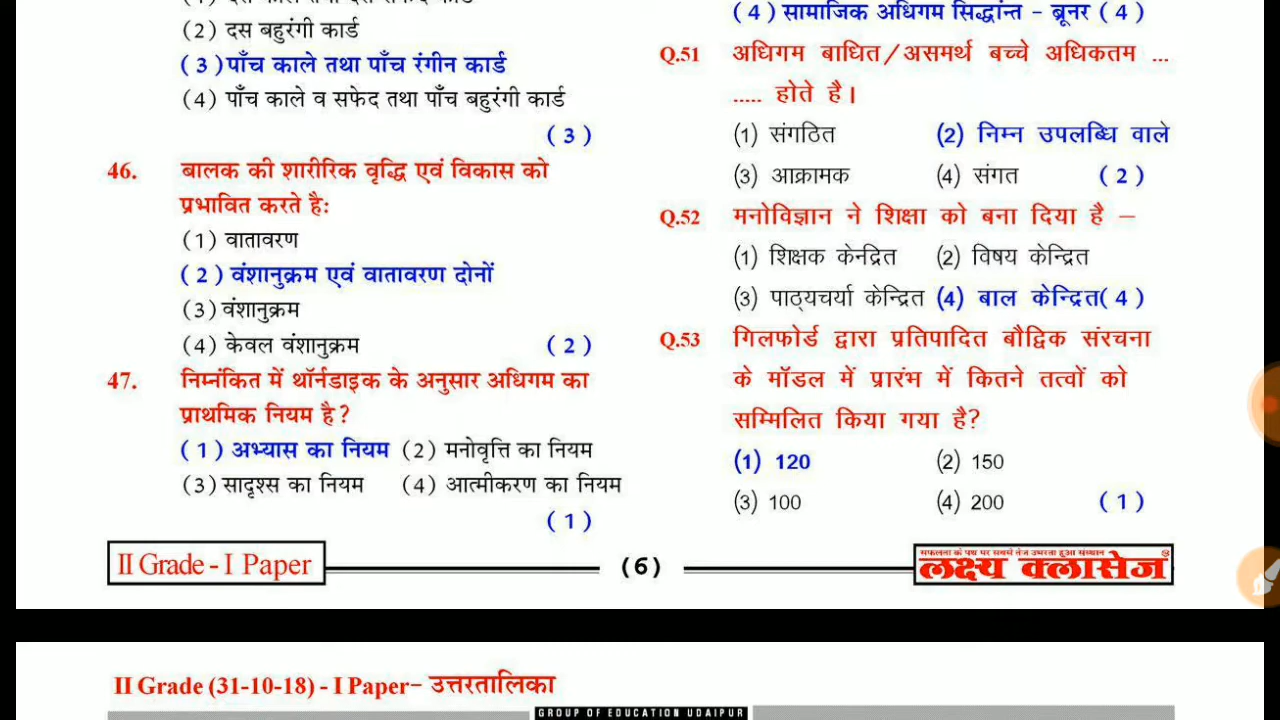 (2) दस बहुरंगी कार्ड
(3) पाँच काले तथा पाँच रंगीन कार्ड
(4) पाँच काले व सफेद तथा पाँच बहुरंगी कार्ड
(3)
46. बालक की शारीरिक वृद्धि एवं विकास को
प्रभावित करते है:
(1) वातावरण
(2) वंशानुक्रम एवं वातावरण दोनों
(3) वंशानुक्रम
(4) केवल वंशानुक्रम (2)
47. निम्नंकित में थॉर्नडाइक के अनुसार अधिगम का
प्राथमिक नियम है?
(1) अभ्यास का नियम (2) मनोवृत्ति का नियम
(3) सादृश्स का नियम (4) आत्मीकरण का नियम
(1)
(4) सामाजिक अधिगम सिद्धांन्त - ब्रूनर (4)
Q.51 अधिगम बाधित/असमर्थ बच्चे अधिकतम ...
..... होते है।
(1) संगठित (2) निम्न उपलब्धि वाले
(3) आक्रामक (4) संगत (2)
Q.52 मनोविज्ञान ने शिक्षा को बना दिया है –
(1) शिक्षक केनद्रित (2) विषय केन्द्रित
(3) पाठ्यचर्या केन्द्रित (4) बाल केन्द्रित(4)
Q.53 गिलफोर्ड द्वारा प्रतिपादित बौद्विक संरचना
के मॉडल में प्रारंभ में कितने तत्वों को
सम्मिलित किया गया है?
(1) 120 (2) 150
(3) 100 (4) 200 (1)
II Grade - I Paper (6) सफलता के पथ पर सबसे तेज उभरता हुआ संस्थान
लक्ष्य क्लासेज
II Grade (31-10-18) - I Paper– उत्तरतालिका
GROUP OF EDUCATION UDAIPUR